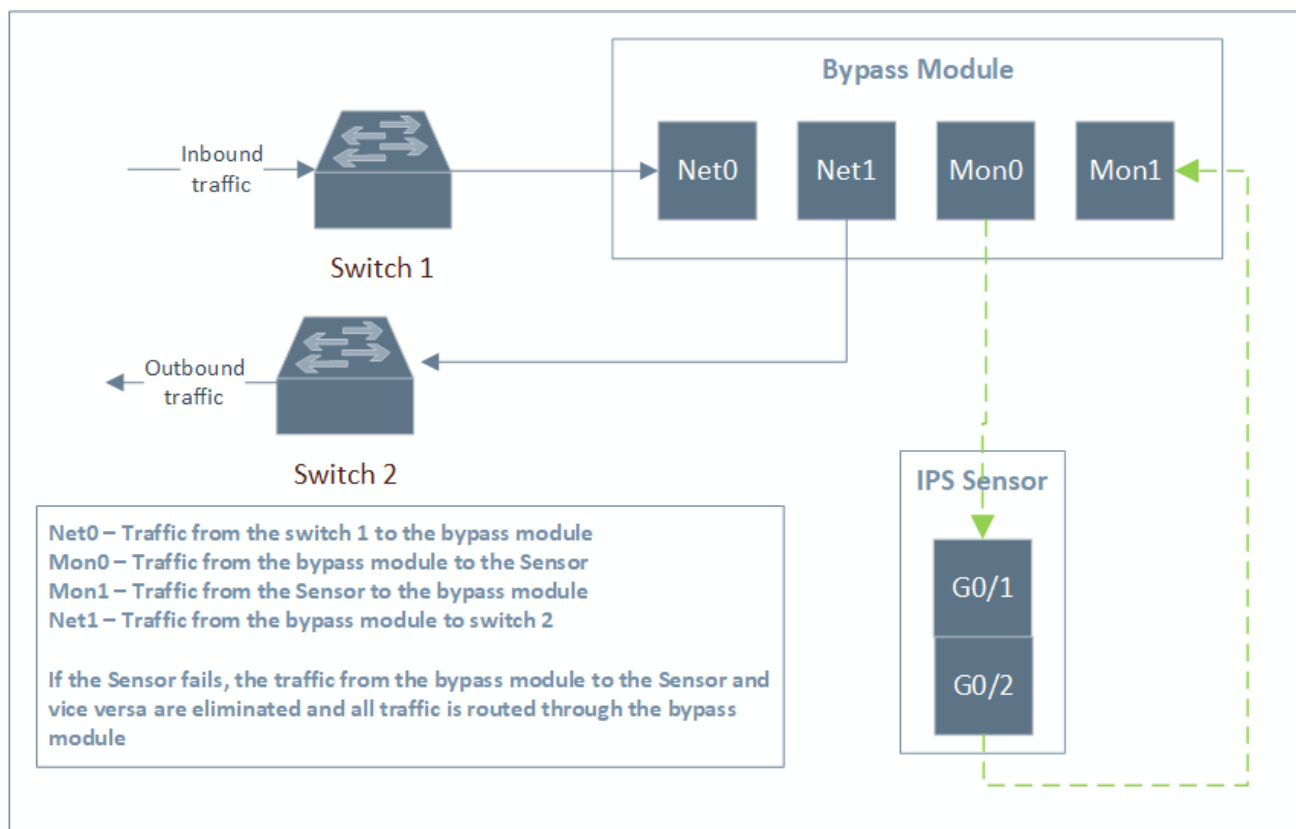 Bypass Module
Inbound
traffic
Net0
Net1
Mon0
Mon1
Switch 1
Outbound
traffic
Switch 2
IPS Sensor
G0/1
G0/2
Net0 – Traffic from the switch 1 to the bypass module
Mon0 – Traffic from the bypass module to the Sensor
Mon1 – Traffic from the Sensor to the bypass module
Net1 – Traffic from the bypass module to switch 2
If the Sensor fails, the traffic from the bypass module to the Sensor and
vice versa are eliminated and all traffic is routed through the bypass
module